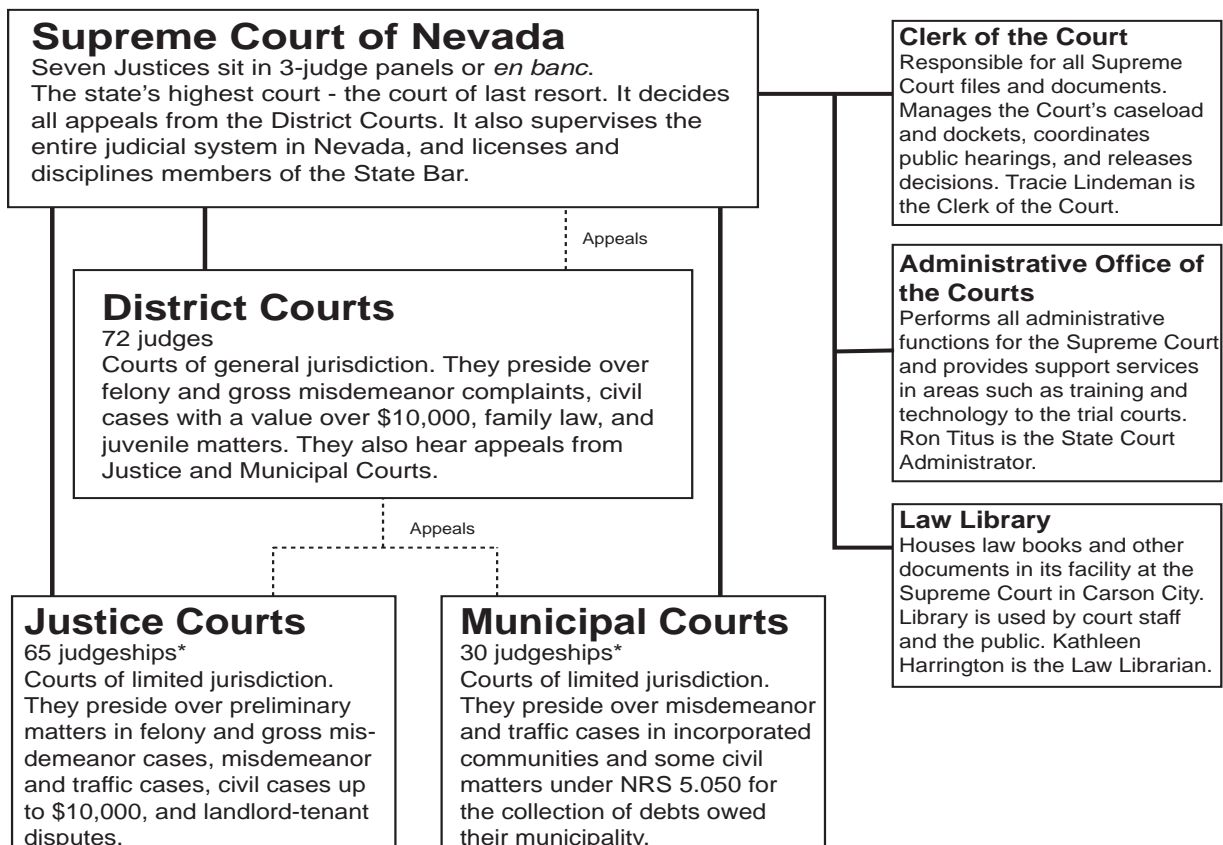 Supreme Court of Nevada
Seven Justices sit in 3-judge panels or en banc.
The state's highest court - the court of last resort. It decides
all appeals from the District Courts. It also supervises the
entire judicial system in Nevada, and licenses and
disciplines members of the State Bar.
Clerk of the Court
Responsible for all Supreme
Court files and documents.
Manages the Court's caseload
and dockets, coordinates
public hearings, and releases
decisions. Tracie Lindeman is
the Clerk of the Court.
Appeals
District Courts
72 judges
Courts of general jurisdiction. They preside over
felony and gross misdemeanor complaints, civil
cases with a value over $10,000, family law, and
juvenile matters. They also hear appeals from
Justice and Municipal Courts.
Administrative Office of
the Courts
Performs all administrative
functions for the Supreme Court
and provides support services
in areas such as training and
technology to the trial courts.
Ron Titus is the State Court
Administrator.
Appeals
Law Library
Houses law books and other
documents in its facility at the
Supreme Court in Carson City.
Library is used by court staff
and the public. Kathleen
Harrington is the Law Librarian.
Justice Courts
65 judgeships*
Courts of limited jurisdiction.
They preside over preliminary
matters in felony and gross mis-
demeanor cases, misdemeanor
and traffic cases, civil cases up
to $10,000, and landlord-tenant
disputes.
Municipal Courts
30 judgeships*
Courts of limited jurisdiction.
They preside over misdemeanor
and traffic cases in incorporated
communities and some civil
matters under NRS 5.050 for
the collection of debts owed
their municipality.